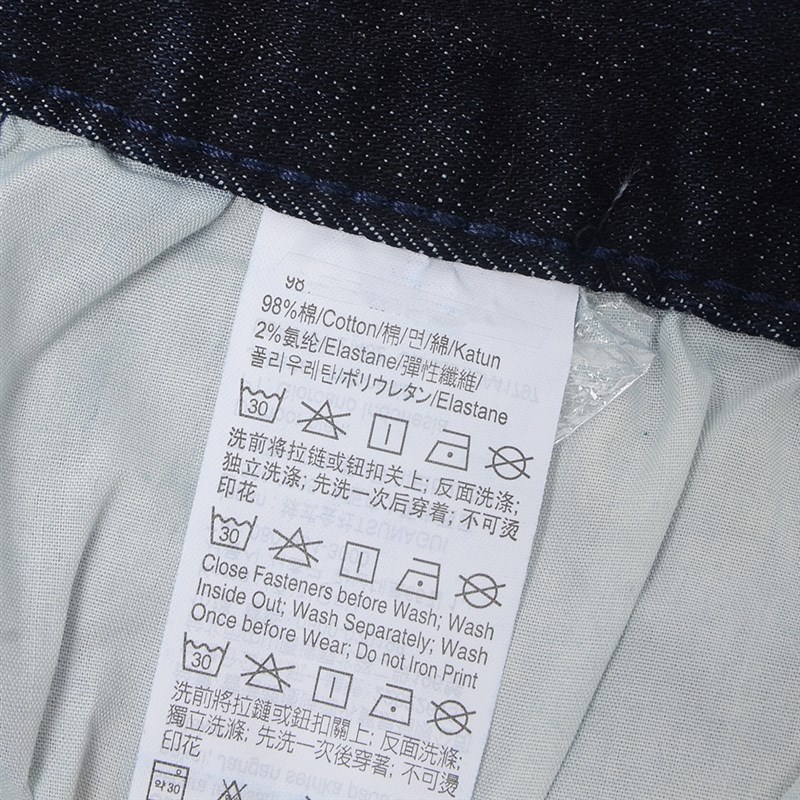 98%棉/Cotton/棉/면/綿/Katun
2%氨纶/Elastane/彈性纖維/
폴리우레탄/ポリウレタン/Elastane
30
洗前将拉链或钮扣关上; 反面洗涤;
独立洗涤; 先洗一次后穿着; 不可烫
印花
30
Close Fasteners before Wash; Wash
Inside Out; Wash Separately; Wash
Once before Wear; Do not Iron Print
30
洗前將拉鏈或鈕扣關上; 反面洗滌;
獨立洗滌; 先洗一次後穿著; 不可燙
印花
약30